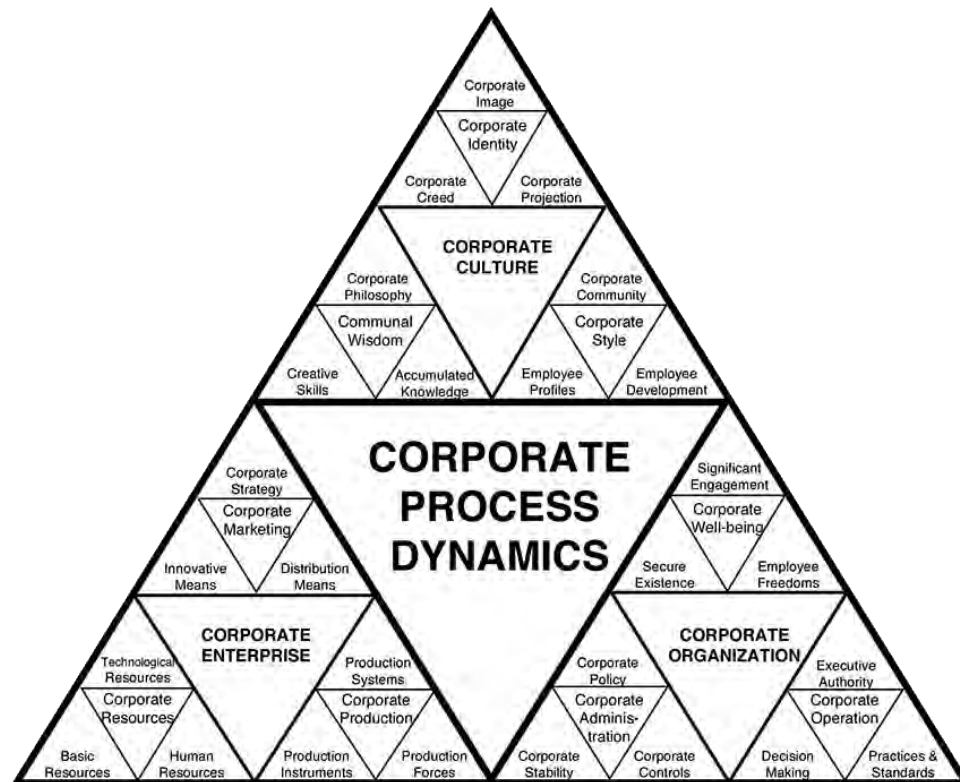 Corporate
Image
Corporate
Identity
Corporate
Creed
Corporate
Projection
CORPORATE
CULTURE
Corporate
Philosophy
Corporate
Community
Communal
Wisdom
Corporate
Style
Creative
Skills
Accumulated
Knowledge
Employee
Profiles
Employee
Development
CORPORATE
PROCESS
DYNAMICS
Corporate
Strategy
Significant
Engagement
Corporate
Marketing
Corporate
Well-being
Innovative
Means
Distribution
Means
Secure
Existence
Employee
Freedoms
CORPORATE
ENTERPRISE
CORPORATE
ORGANIZATION
Technological
Resources
Production
Systems
Corporate
Policy
Executive
Authority
Corporate
Resources
Corporate
Production
Corporate
Adminis-
tration
Corporate
Operation
Basic
Resources
Human
Resources
Production
Instruments
Production
Forces
Corporate
Stability
Corporate
Controls
Decision
Making
Practices &
Standards